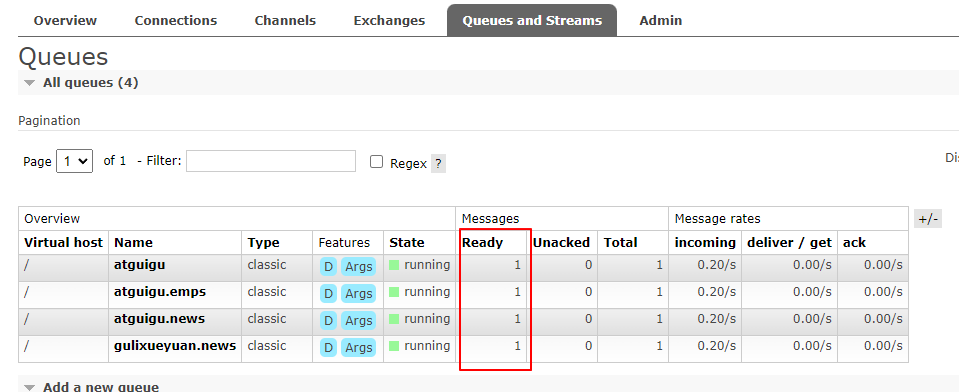 Overview Connections Channels Exchanges Queues and Streams Admin
Queues
All queues (4)
Pagination
Page 1 of 1 - Filter: Regex ?
Overview Messages Message rates +/-
Virtual host Name Type Features State Ready Unacked Total incoming deliver / get ack
/ atguigu classic D Args running 1 0 1 0.20/s 0.00/s 0.00/s
/ atguigu.emps classic D Args running 1 0 1 0.20/s 0.00/s 0.00/s
/ atguigu.news classic D Args running 1 0 1 0.20/s 0.00/s 0.00/s
/ gulixueyuan.news classic D Args running 1 0 1 0.20/s 0.00/s 0.00/s
Add a new queue